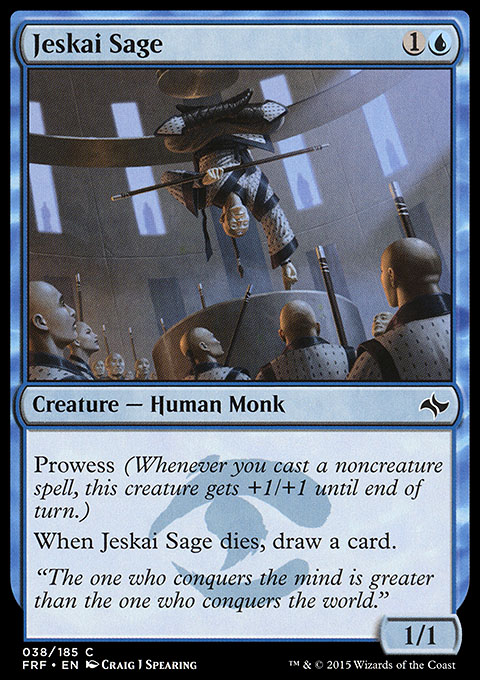 Jeskai Sage 1
Creature — Human Monk
Prowess (Whenever you cast a noncreature
spell, this creature gets +1/+1 until end of
turn.)
When Jeskai Sage dies, draw a card.
“The one who conquers the mind is greater
than the one who conquers the world.”
1/1
038/185 C
FRF • EN Craig J Spearing
™ & © 2015 Wizards of the Coast